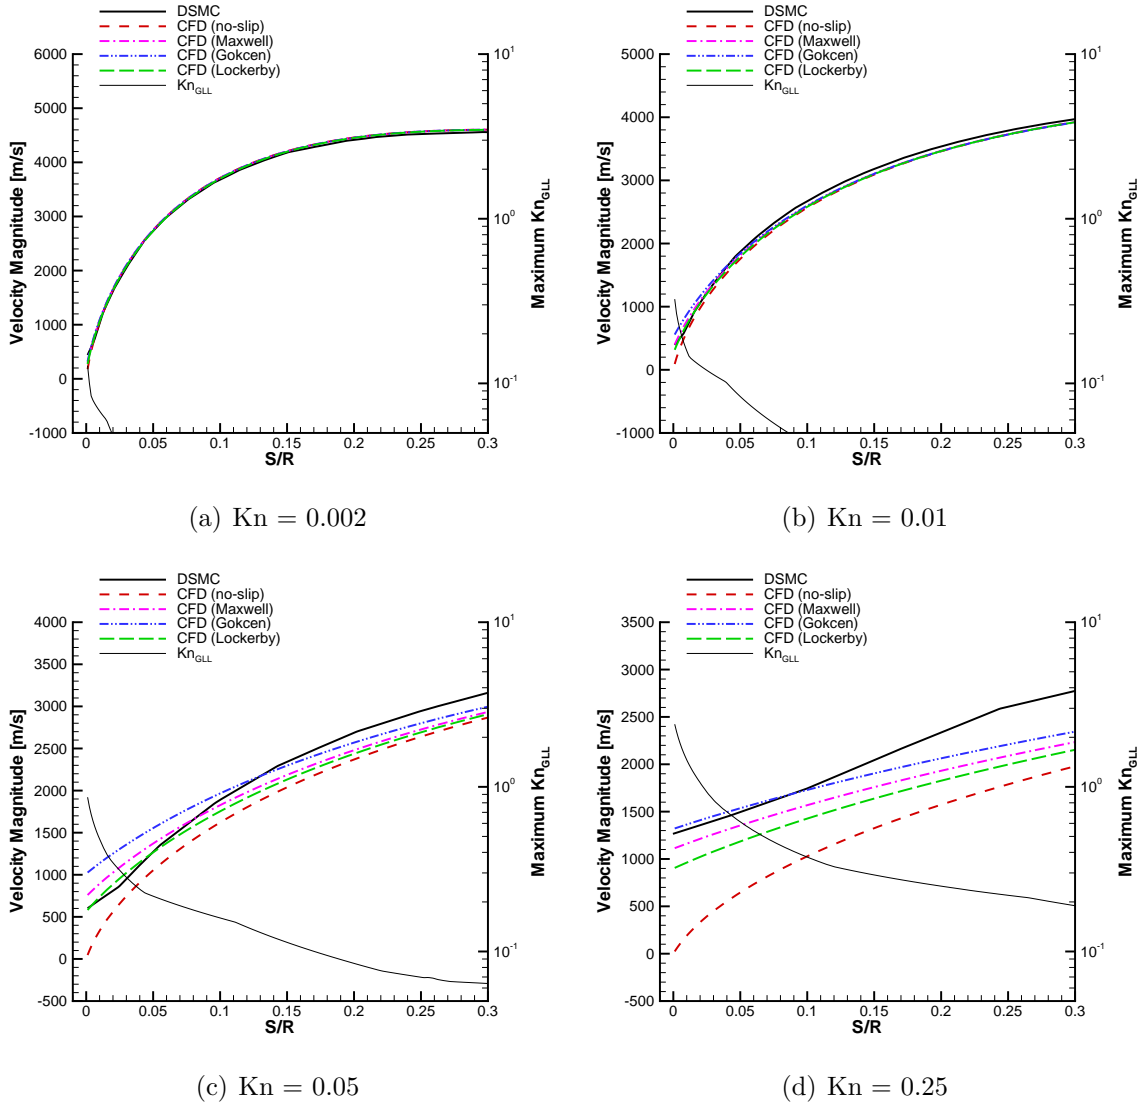 DSMC
CFD (no-slip)
CFD (Maxwell)
CFD (Gokcen)
CFD (Lockerby)
Kn_GLL
Velocity Magnitude [m/s]
6000
5000
4000
3000
2000
1000
0
-1000
0 0.05 0.1 0.15 0.2 0.25 0.3
S/R
10^1
10^0
10^-1
Maximum Kn_GLL
(a) Kn = 0.002
DSMC
CFD (no-slip)
CFD (Maxwell)
CFD (Gokcen)
CFD (Lockerby)
Kn_GLL
Velocity Magnitude [m/s]
5000
4000
3000
2000
1000
0
-1000
0 0.05 0.1 0.15 0.2 0.25 0.3
S/R
10^1
10^0
10^-1
Maximum Kn_GLL
(b) Kn = 0.01
DSMC
CFD (no-slip)
CFD (Maxwell)
CFD (Gokcen)
CFD (Lockerby)
Kn_GLL
Velocity Magnitude [m/s]
4000
3500
3000
2500
2000
1500
1000
500
0
-500
0 0.05 0.1 0.15 0.2 0.25 0.3
S/R
10^1
10^0
10^-1
Maximum Kn_GLL
(c) Kn = 0.05
DSMC
CFD (no-slip)
CFD (Maxwell)
CFD (Gokcen)
CFD (Lockerby)
Kn_GLL
Velocity Magnitude [m/s]
3500
3000
2500
2000
1500
1000
500
0
-500
0 0.05 0.1 0.15 0.2 0.25 0.3
S/R
10^1
10^0
10^-1
Maximum Kn_GLL
(d) Kn = 0.25